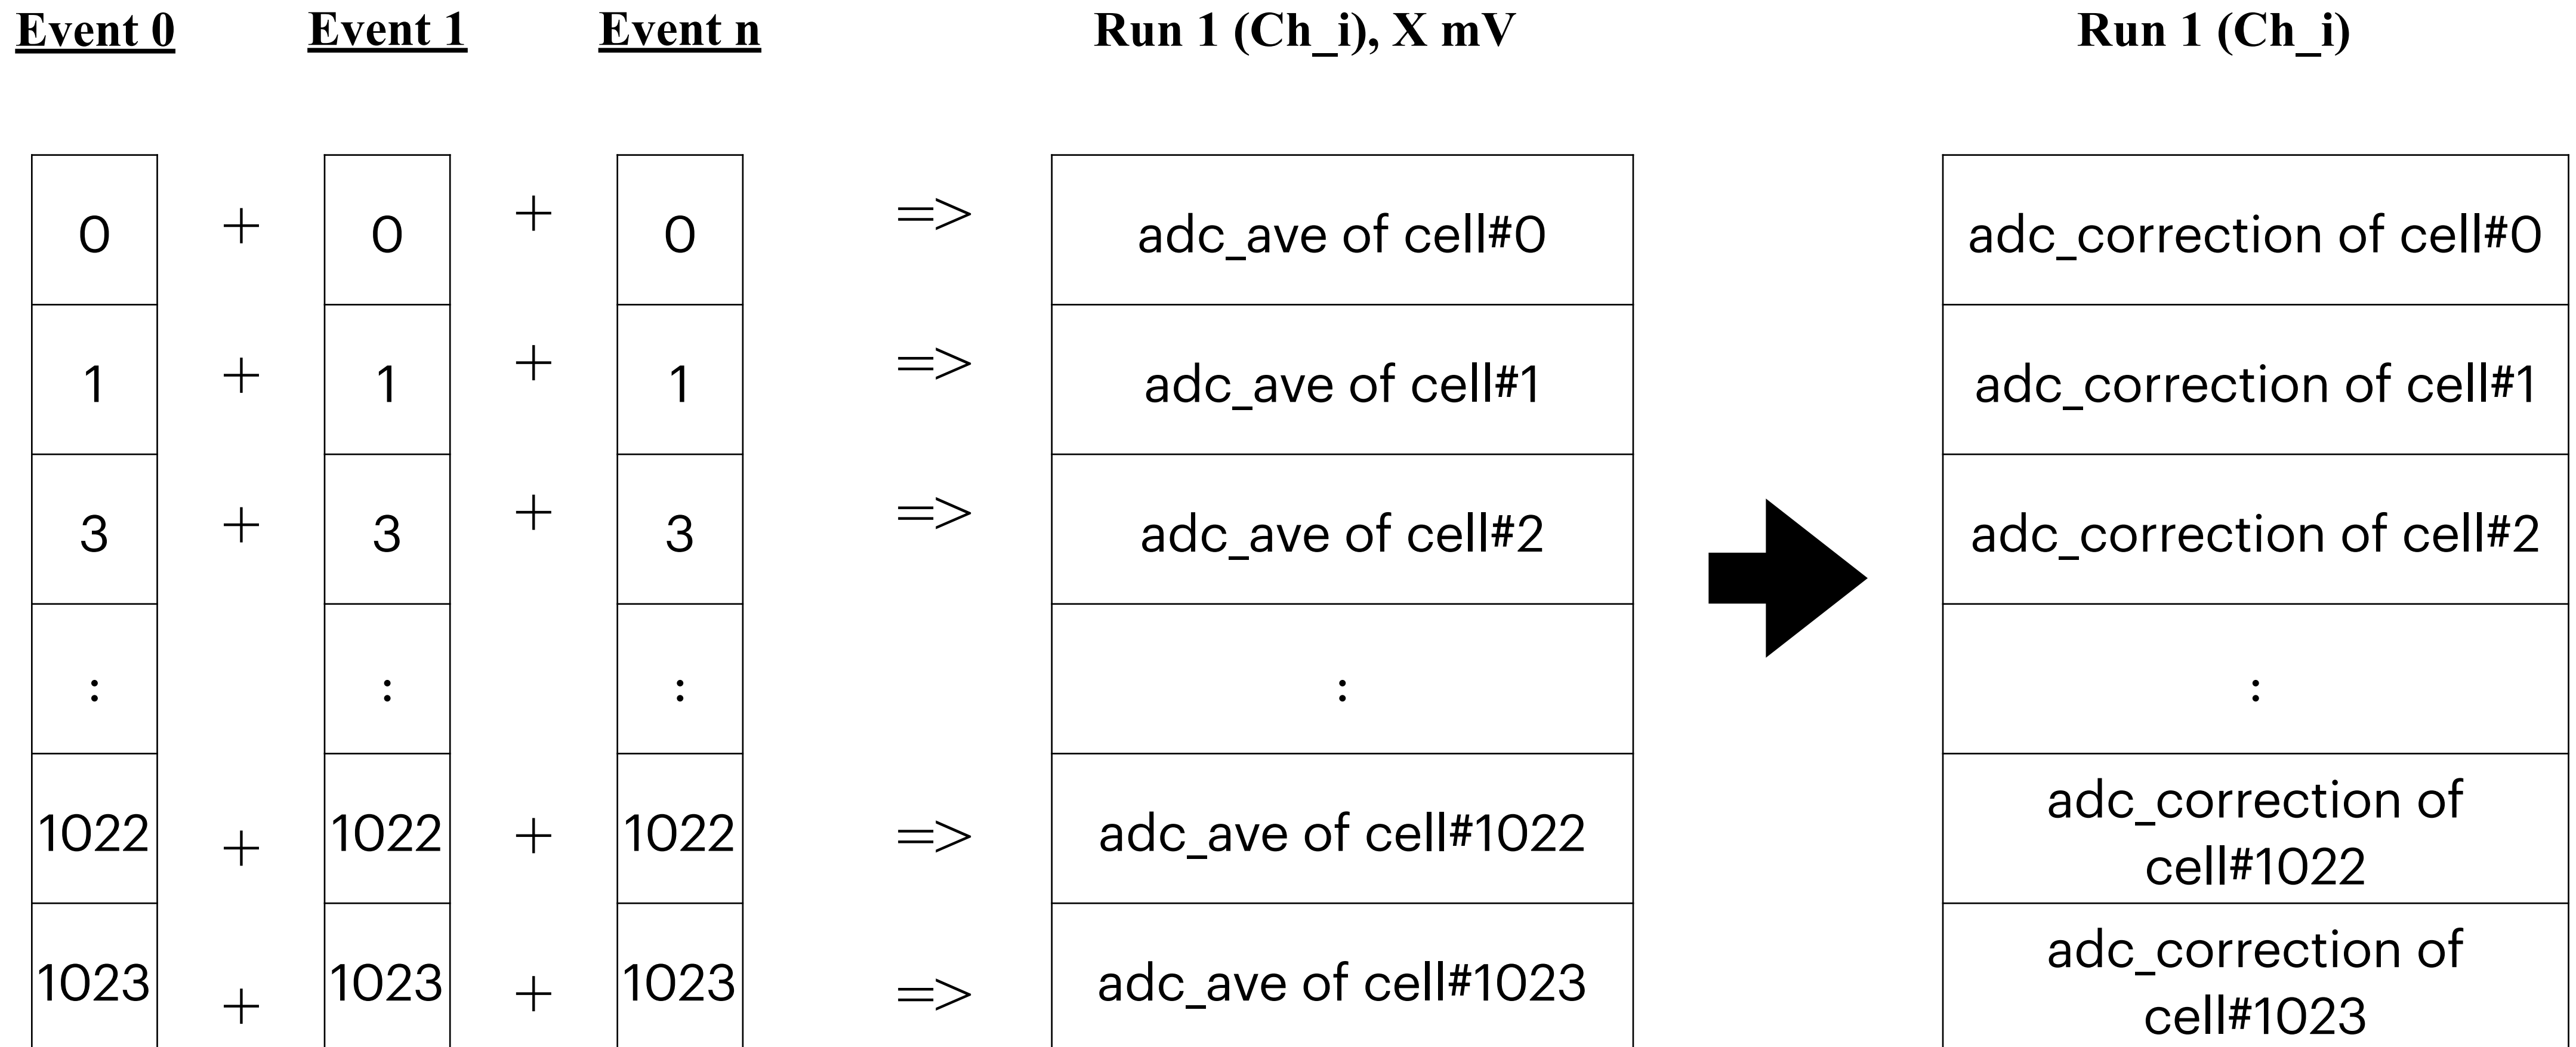 Event 0 Event 1 Event n Run 1 (Ch_i), X mV Run 1 (Ch_i)
0 + 0 + 0 => adc_ave of cell#0 adc_correction of cell#0
1 + 1 + 1 => adc_ave of cell#1 adc_correction of cell#1
3 + 3 + 3 => adc_ave of cell#2 adc_correction of cell#2
: : : : :
1022 + 1022 + 1022 => adc_ave of cell#1022 adc_correction of
cell#1022
1023 + 1023 + 1023 => adc_ave of cell#1023 adc_correction of
cell#1023